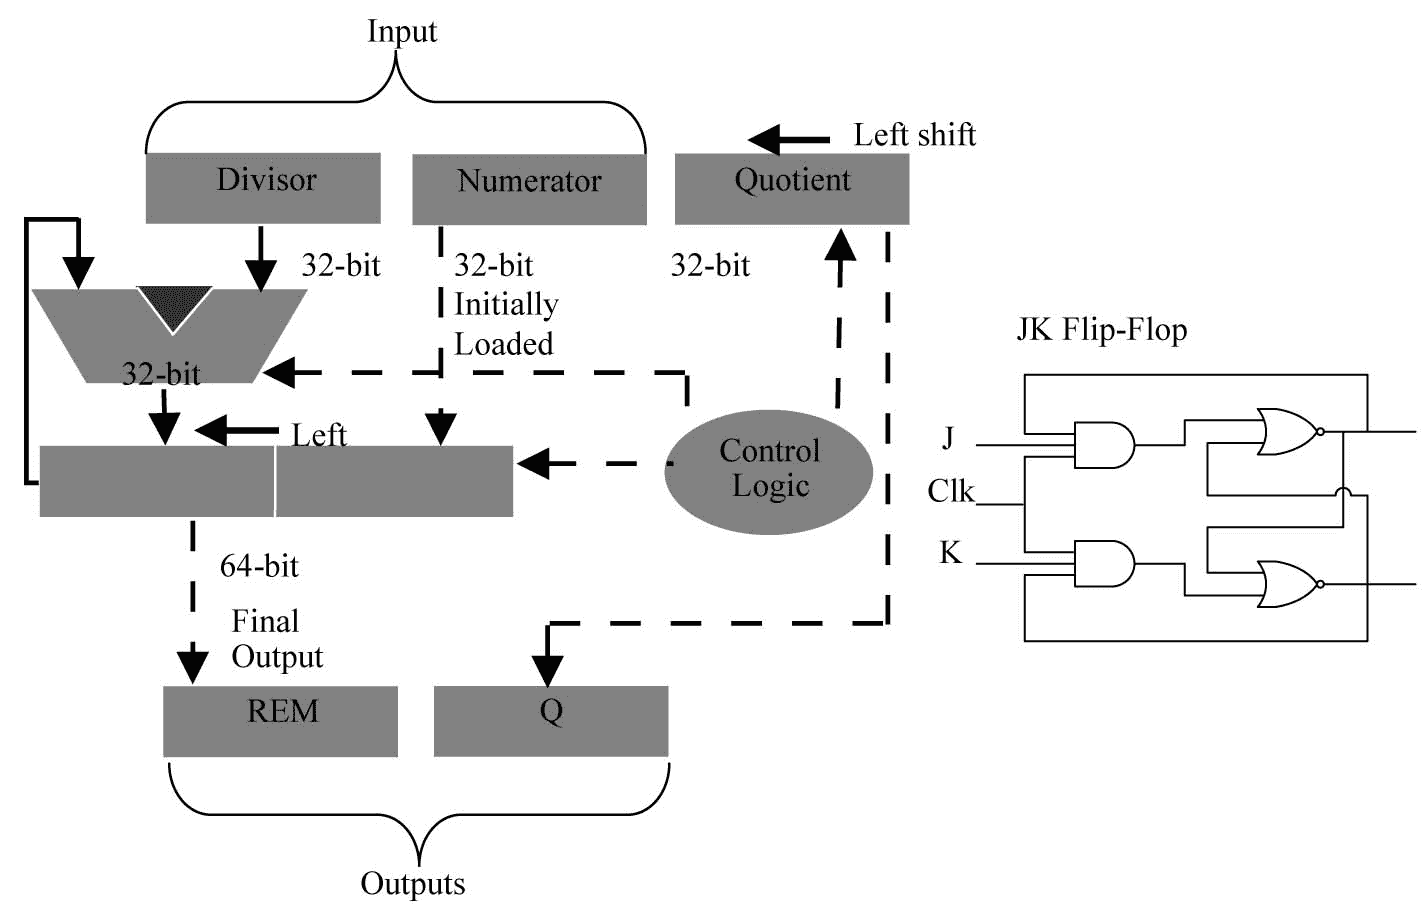 Input
Left shift
Divisor
Numerator
Quotient
32-bit
32-bit
Initially
Loaded
32-bit
32-bit
Left
Control
Logic
64-bit
Final
Output
REM
Q
Outputs
JK Flip-Flop
J
Clk
K